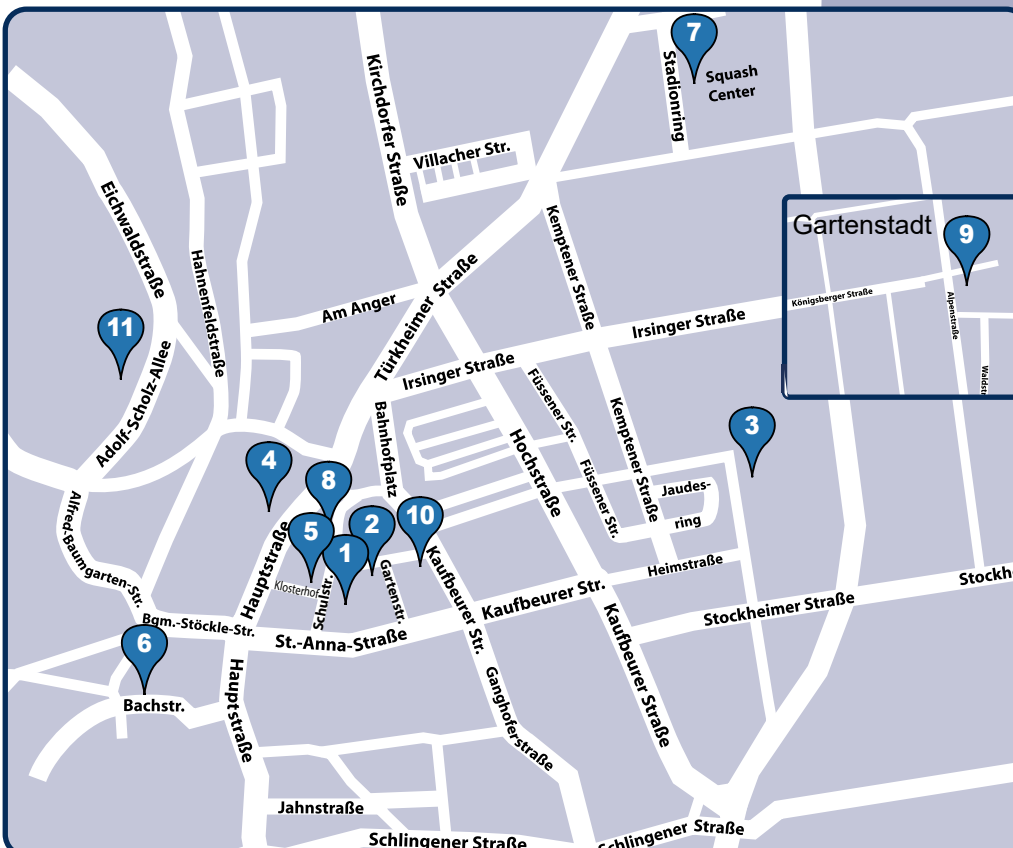 7
Squash
Center
Stadionring
Kirchdorfer Straße
Villacher Str.
Eichwaldstraße
Hahnenfeldstraße
Kemptener Straße
Gartenstadt
9
Königsberger Straße
Alpenstraße
Waldstr
Am Anger
Türkheimer Straße
Irsinger Straße
Irsinger Straße
11
Adolf-Scholz-Allee
Bahnhofplatz
Füssener Str.
Kemptener Straße
3
Hochstraße
4
8
Füssener Str.
Jaudes-
ring
5
1
2
10
Alfred-Baumgarten-Str.
Hauptstraße
Klosterhof
Schulstr.
Gartenstr.
Kaufbeurer Str.
Heimstraße
Stockh
Kaufbeurer Str.
Stockheimer Straße
Bgm.-Stöckle-Str.
St.-Anna-Straße
6
Bachstr.
Hauptstraße
Ganghoferstraße
Kaufbeurer Straße
Jahnstraße
Schlingener Straße
Schlingener Straße